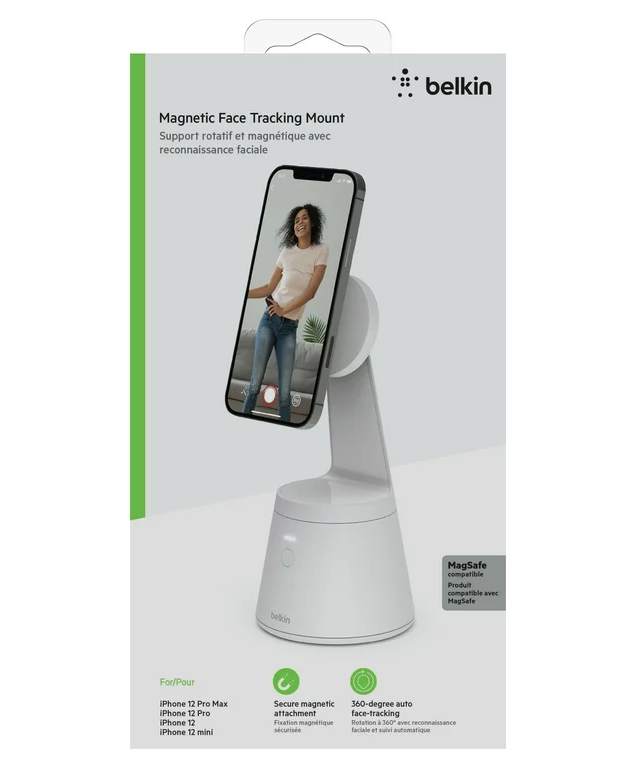 belkin
Magnetic Face Tracking Mount
Support rotatif et magnétique avec
reconnaissance faciale
belkin
MagSafe
compatible
Produit
compatible avec
MagSafe
For/Pour
iPhone 12 Pro Max
iPhone 12 Pro
iPhone 12
iPhone 12 mini
Secure magnetic
attachment
Fixation magnétique
sécurisée
360-degree auto
face-tracking
Rotation à 360° avec reconnaissance
faciale et suivi automatique